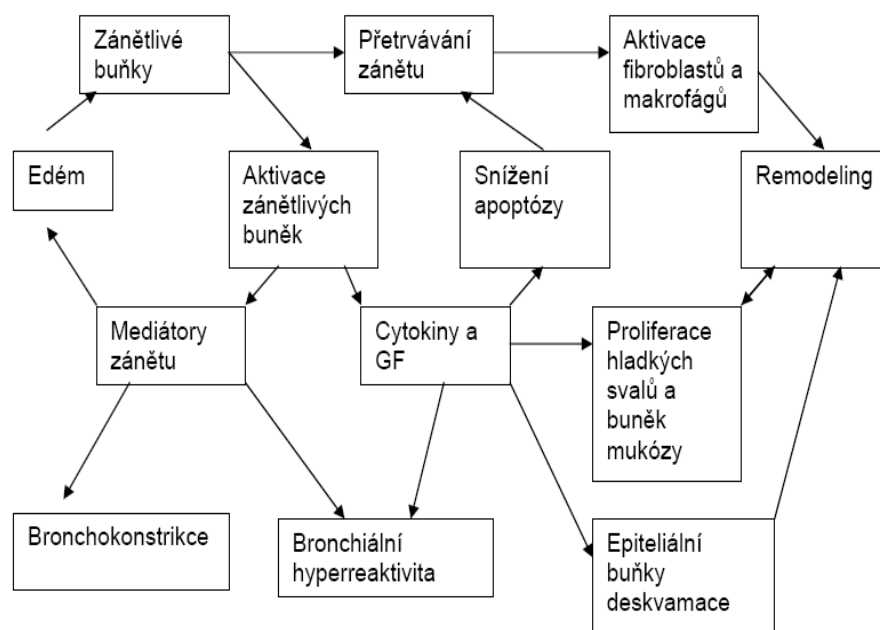 Zánětlivé
buňky
Přetrvávání
zánětu
Aktivace
fibroblastů a
makrofágů
Edém
Aktivace
zánětlivých
buněk
Snížení
apoptózy
Remodeling
Mediátory
zánětu
Cytokiny a
GF
Proliferace
hladkých
svalů a
buněk
mukózy
Bronchokonstrikce
Bronchiální
hyperreaktivita
Epiteliální
buňky
deskvamace